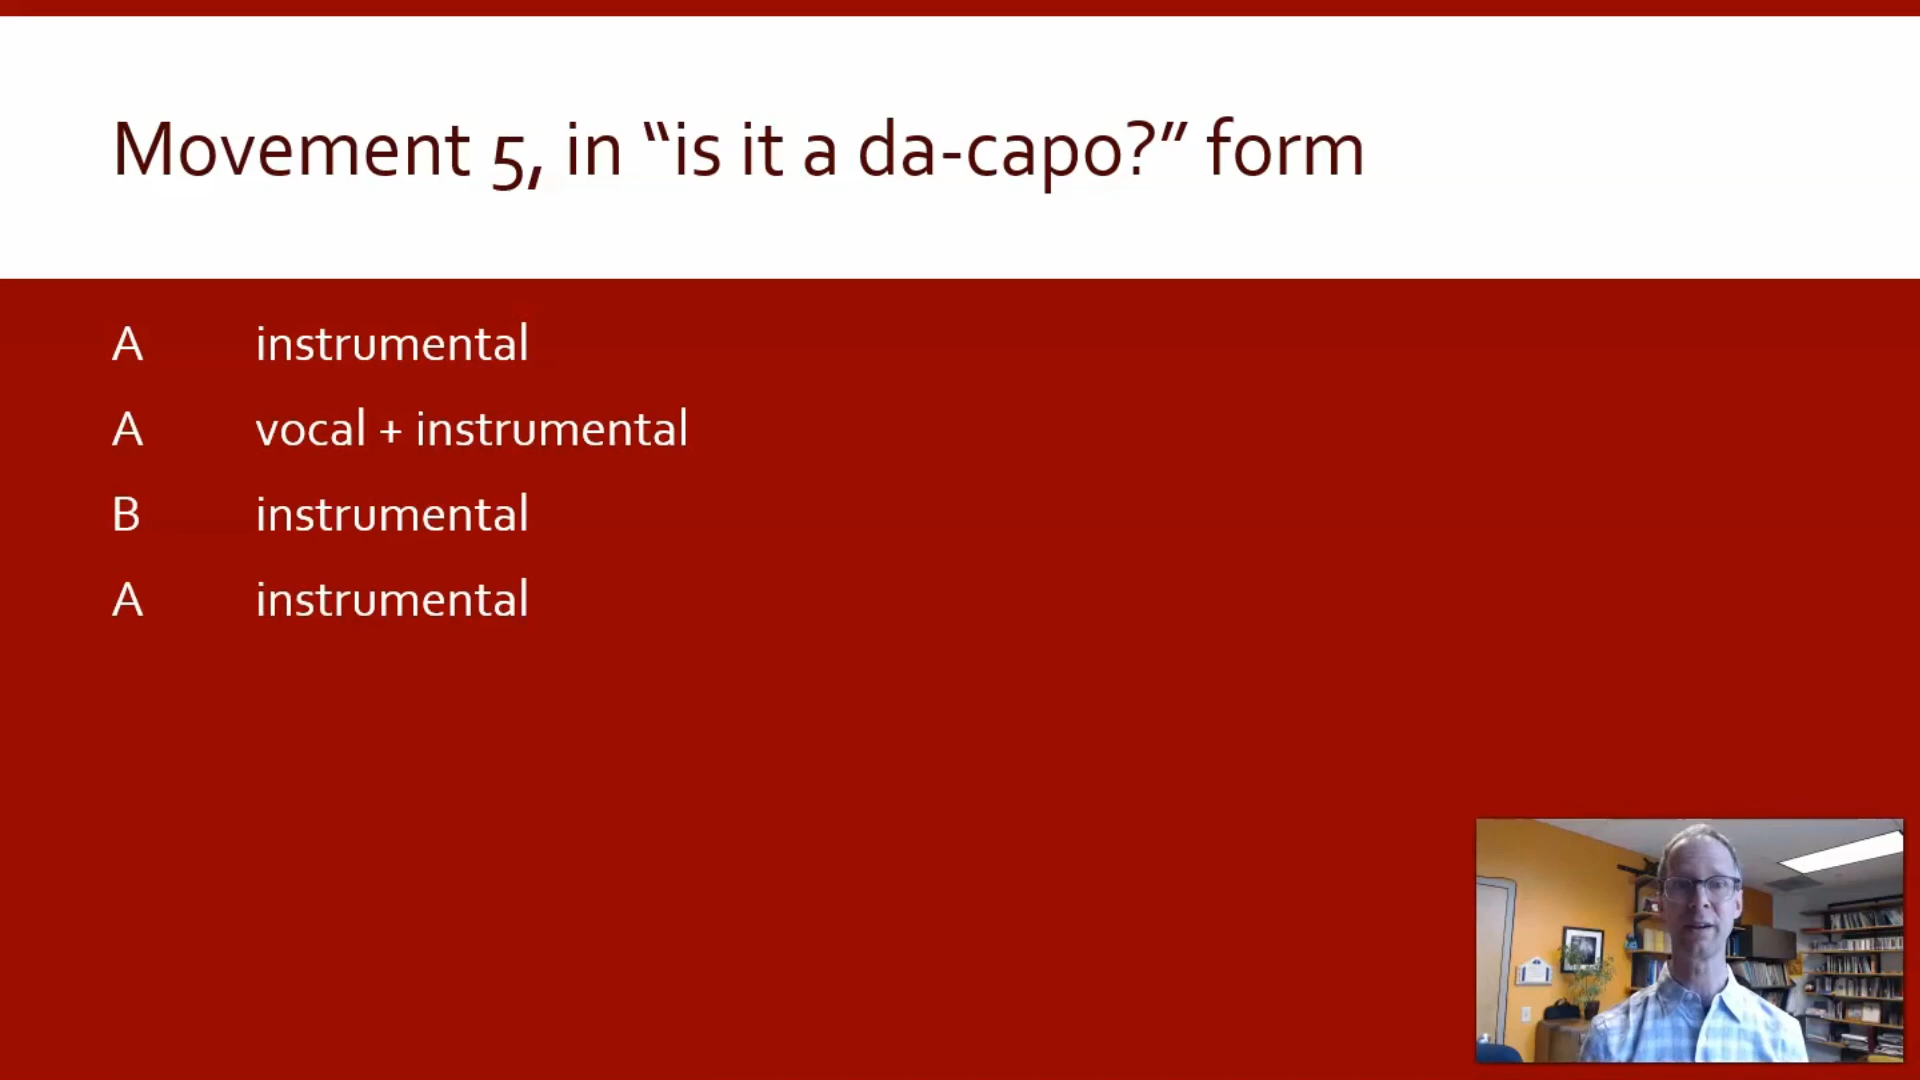 Movement 5, in “is it a da-capo?” form
A instrumental
A vocal + instrumental
B instrumental
A instrumental